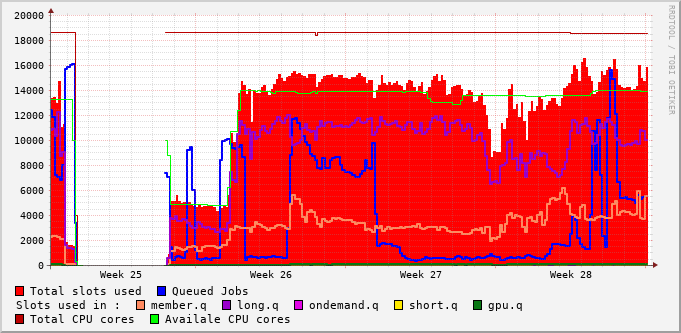 20000
18000
16000
14000
12000
10000
8000
6000
4000
2000
0
Week 25 Week 26 Week 27 Week 28
RRDTOOL / TOBI OETIKER
Total slots used Queued Jobs
Slots used in : member.q long.q ondemand.q short.q gpu.q
Total CPU cores Availale CPU cores